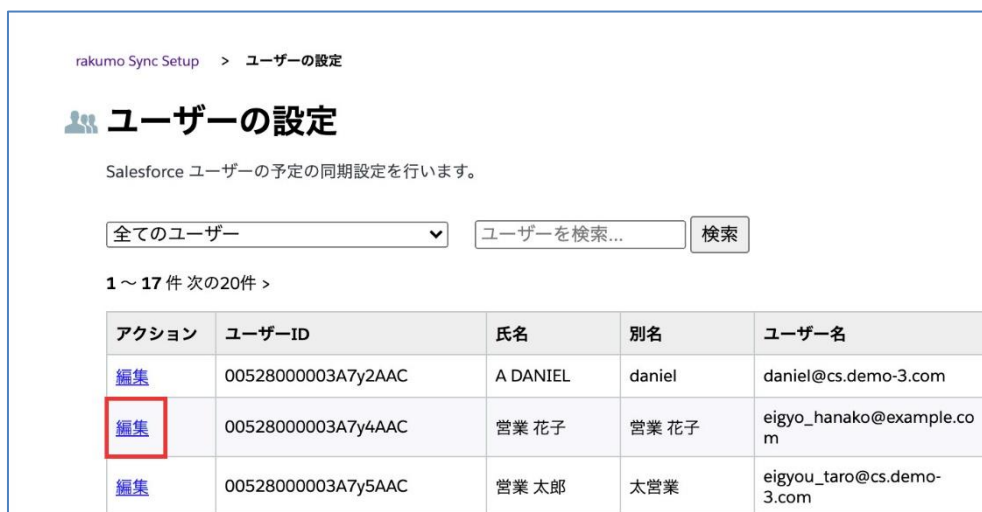 rakumo Sync Setup > ユーザーの設定
ユーザーの設定
Salesforce ユーザーの予定の同期設定を行います。
全てのユーザー ユーザーを検索... 検索
1 ～ 17 件 次の20件 >
アクション ユーザーID 氏名 別名 ユーザー名
編集 00528000003A7y2AAC A DANIEL daniel daniel@cs.demo-3.com
編集 00528000003A7y4AAC 営業 花子 営業 花子 eigyo_hanako@example.co
m
編集 00528000003A7y5AAC 営業 太郎 太営業 eigyou_taro@cs.demo-
3.com